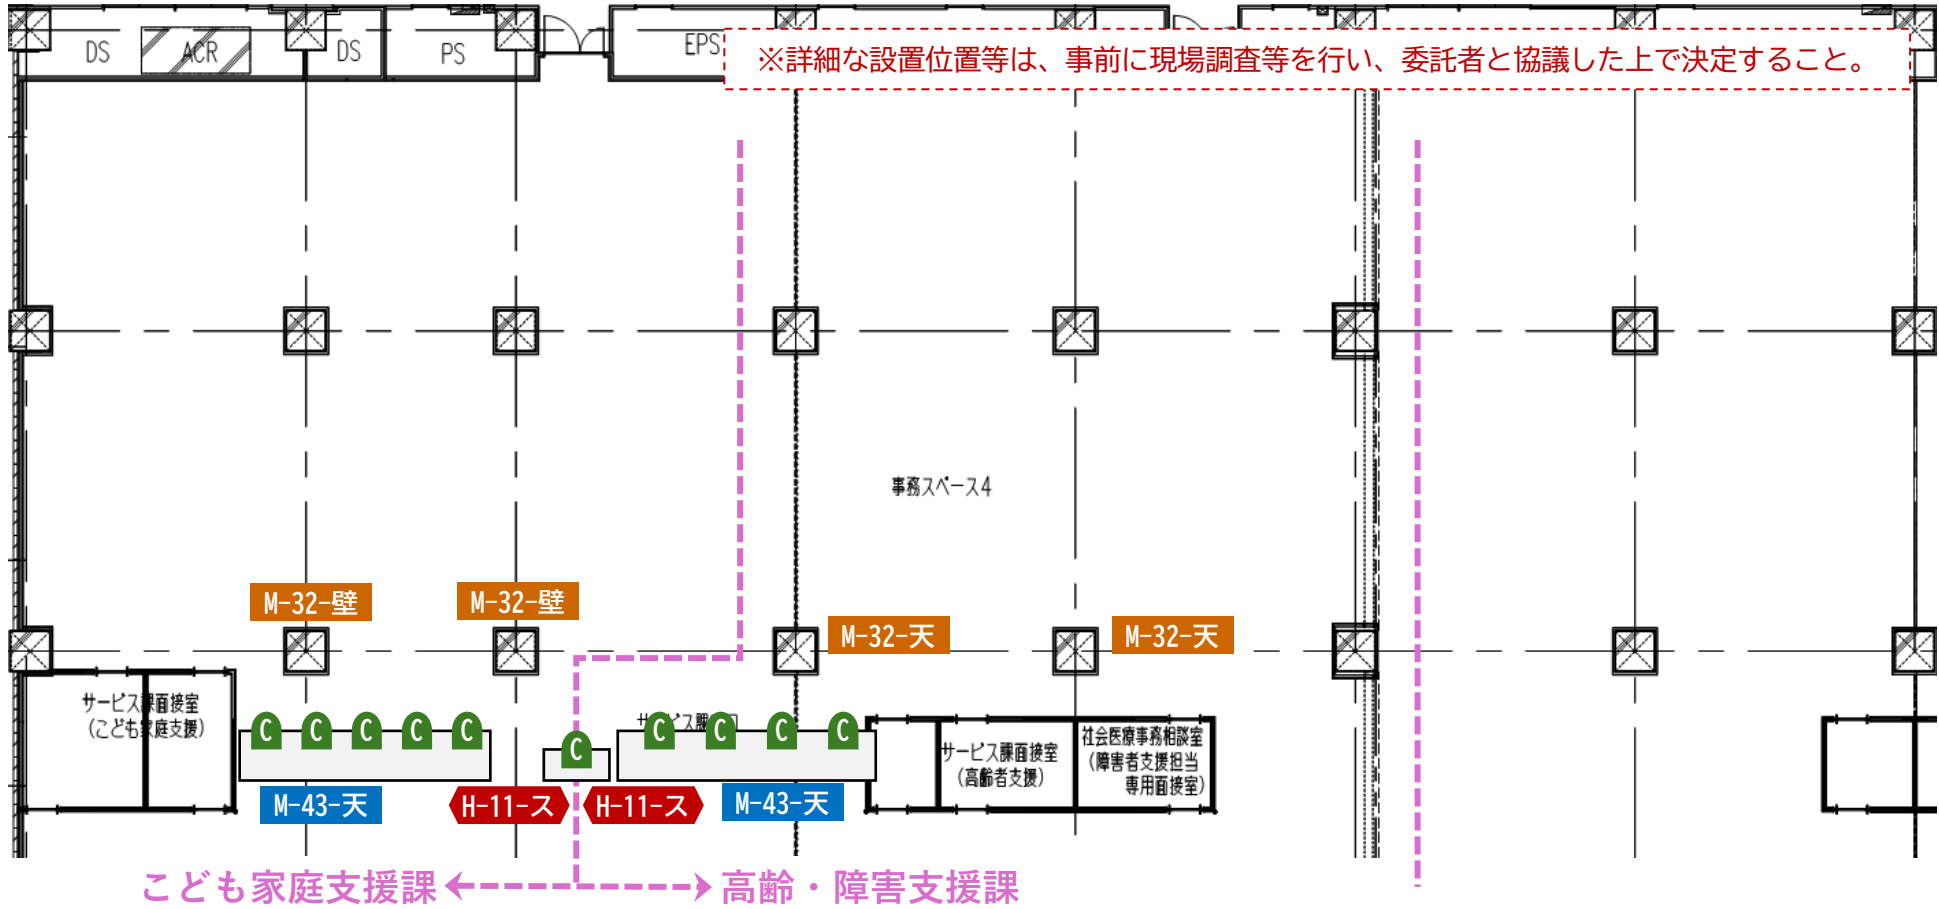 DS
ACR
DS
PS
EPS
※詳細な設置位置等は、事前に現場調査等を行い、委託者と協議した上で決定すること。
事務スペース4
M-32-壁
M-32-壁
M-32-天
M-32-天
サービス課面接室
(こども家庭支援)
C C C C C
C
C C C C
サービス課
サービス課面接室
(高齢者支援)
社会医療事務相談室
(障害者支援担当
専用面接室)
M-43-天
H-11-ス
H-11-ス
M-43-天
こども家庭支援課
高齢・障害支援課